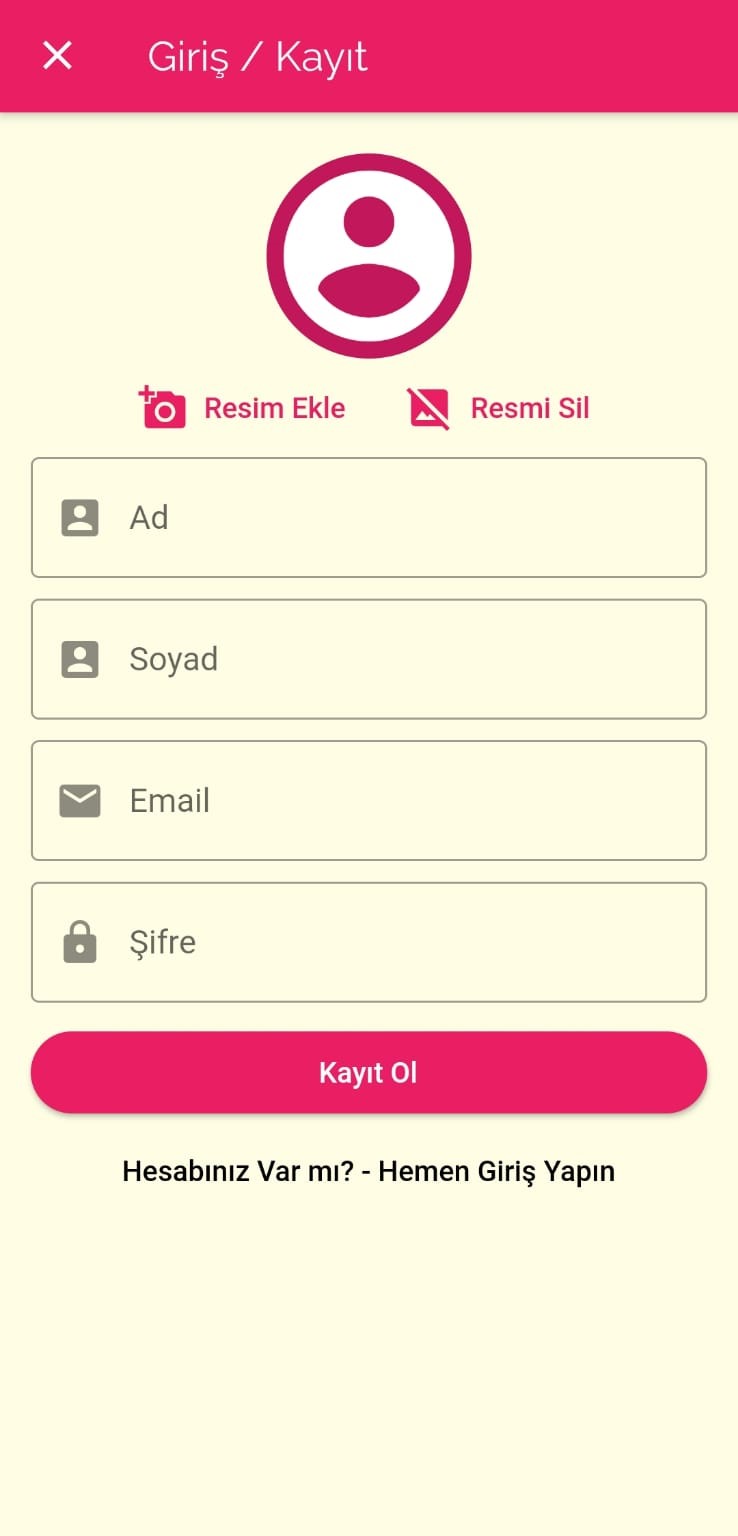 Giriş / Kayıt
Resim Ekle
Resmi Sil
Ad
Soyad
Email
Şifre
Kayıt Ol
Hesabınız Var mı? - Hemen Giriş Yapın